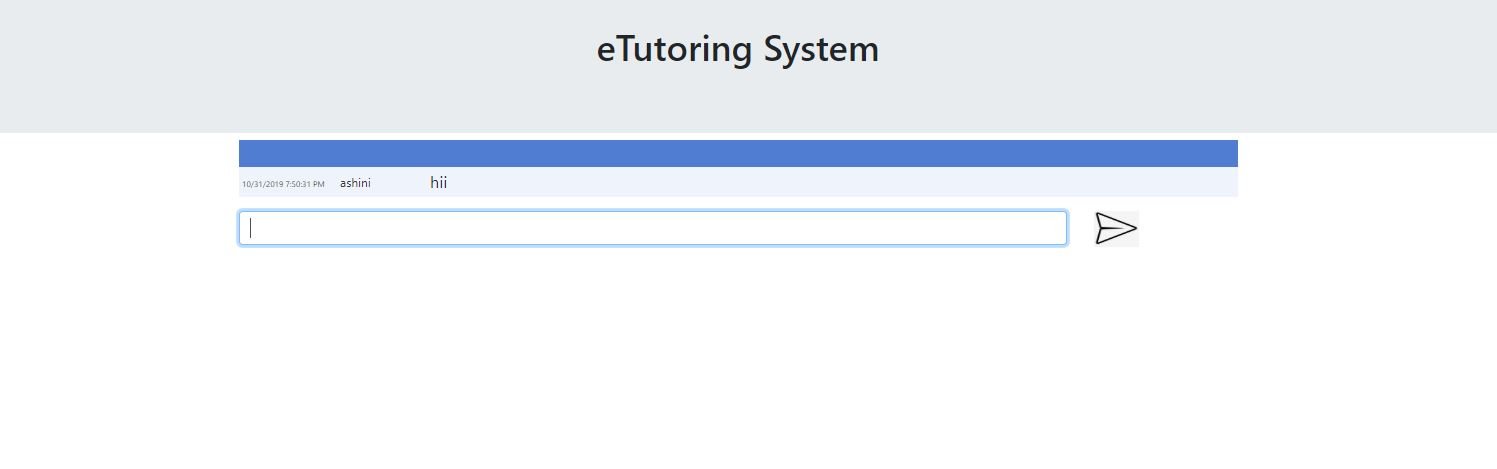 eTutoring System
10/31/2019 7:50:31 PM ashini hii